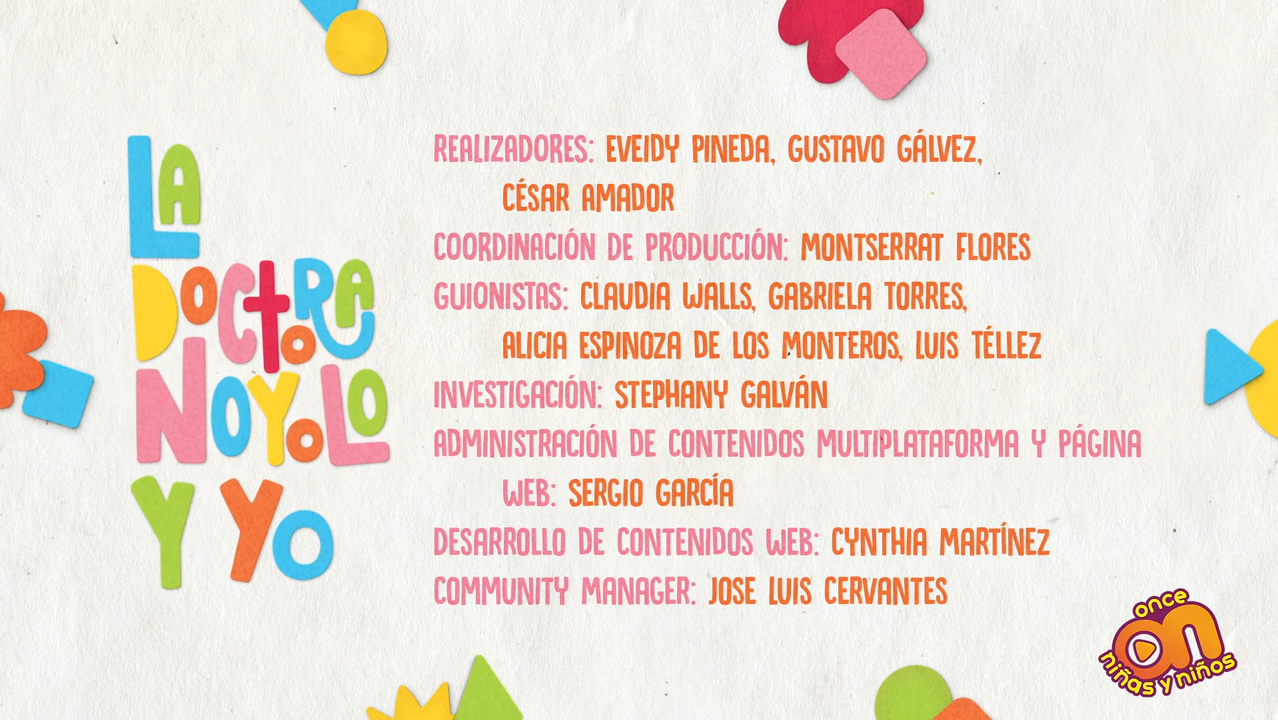 LA
DOCTORA
NOYOLO
Y YO
REALIZADORES: EVEIDY PINEDA, GUSTAVO GÁLVEZ,
CÉSAR AMADOR
COORDINACIÓN DE PRODUCCIÓN: MONTSERRAT FLORES
GUIONISTAS: CLAUDIA WALLS, GABRIELA TORRES,
ALICIA ESPINOZA DE LOS MONTEROS, LUIS TÉLLEZ
INVESTIGACIÓN: STEPHANY GALVÁN
ADMINISTRACIÓN DE CONTENIDOS MULTIPLATAFORMA Y PÁGINA
WEB: SERGIO GARCÍA
DESARROLLO DE CONTENIDOS WEB: CYNTHIA MARTÍNEZ
COMMUNITY MANAGER: JOSE LUIS CERVANTES
once
on
niñas y niños